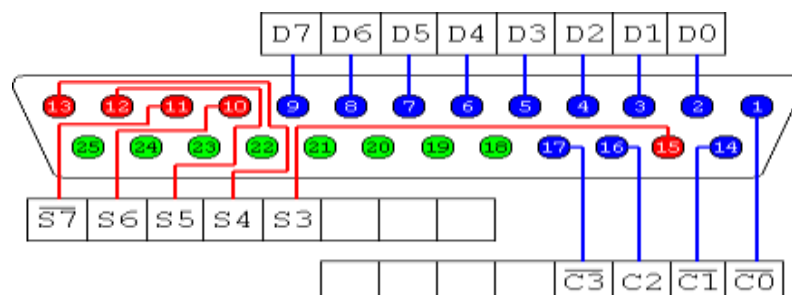 D7 D6 D5 D4 D3 D2 D1 D0
13 12 11 10 9 8 7 6 5 4 3 2 1
25 24 23 22 21 20 19 18 17 16 15 14
S̅7̅ S6 S5 S4 S3
C̅3̅ C2 C̅1̅ C̅0̅